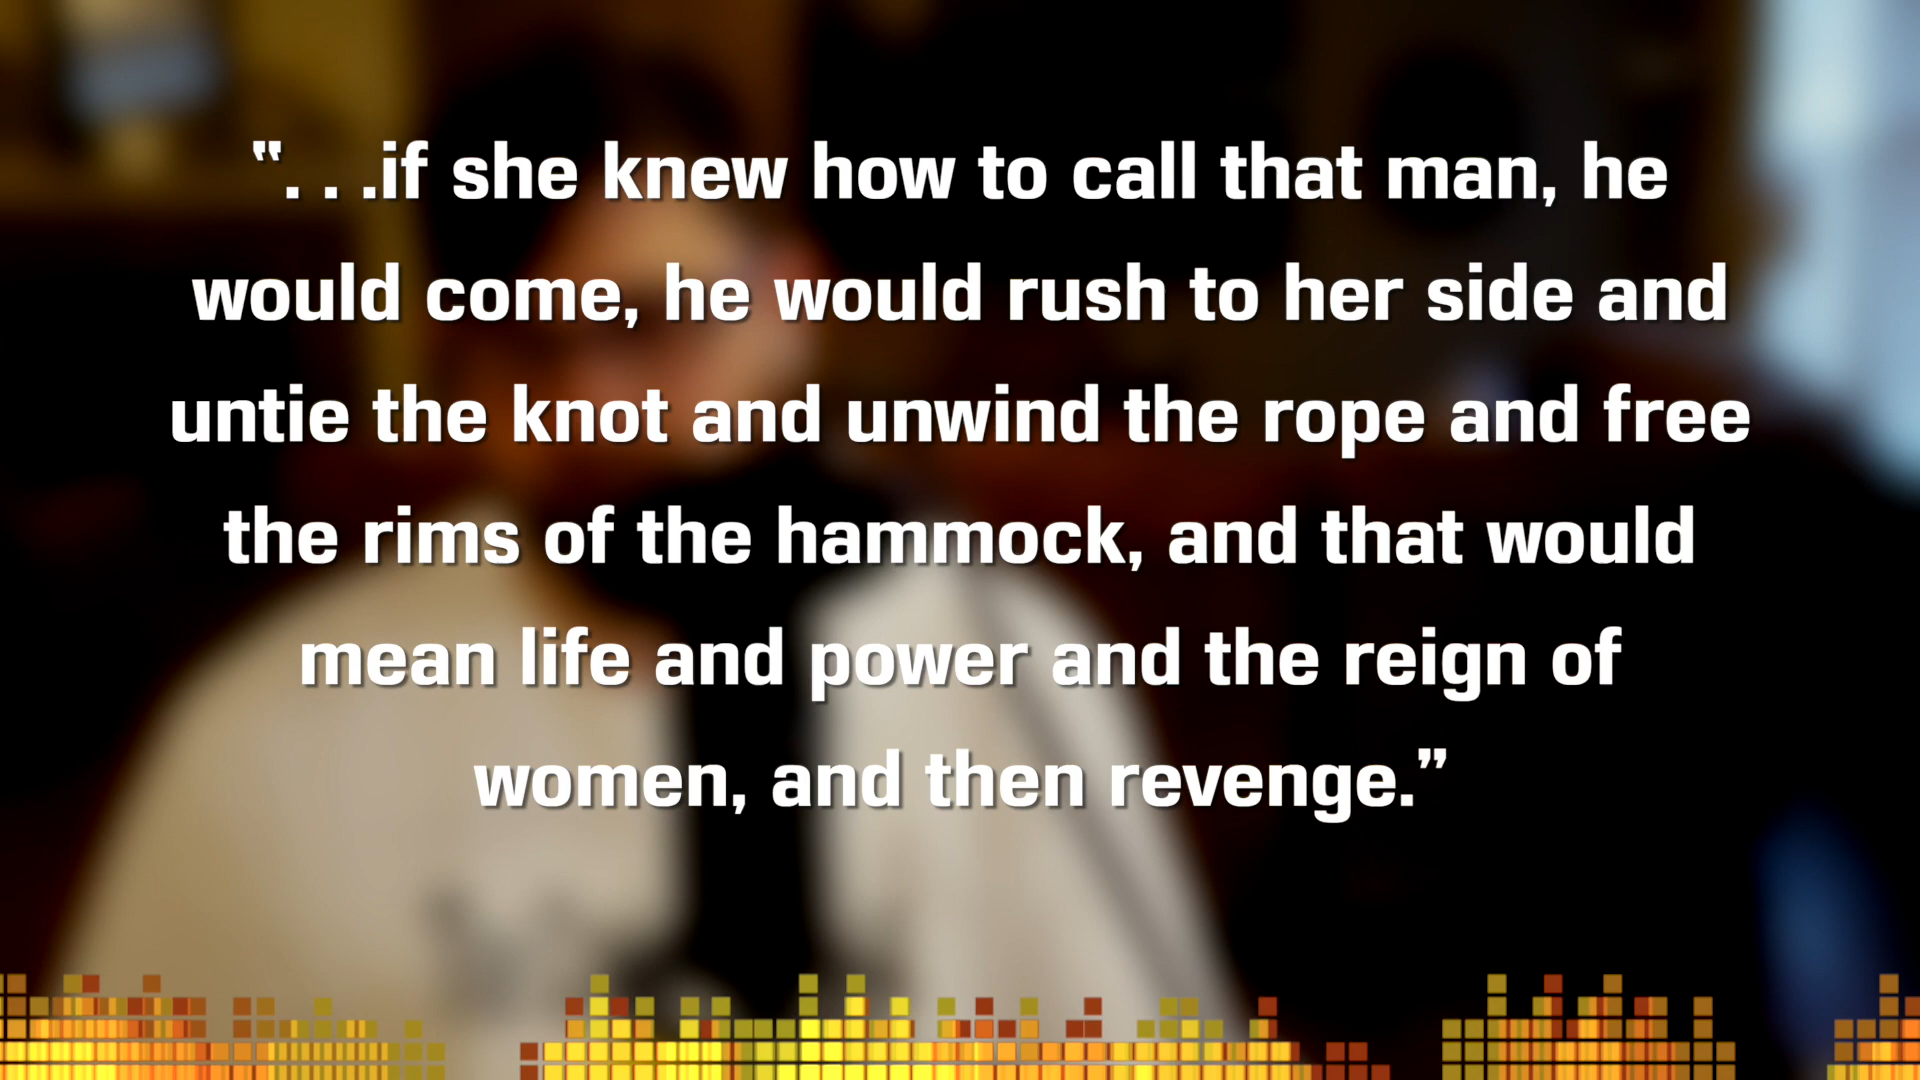 “. . .if she knew how to call that man, he
would come, he would rush to her side and
untie the knot and unwind the rope and free
the rims of the hammock, and that would
mean life and power and the reign of
women, and then revenge.”